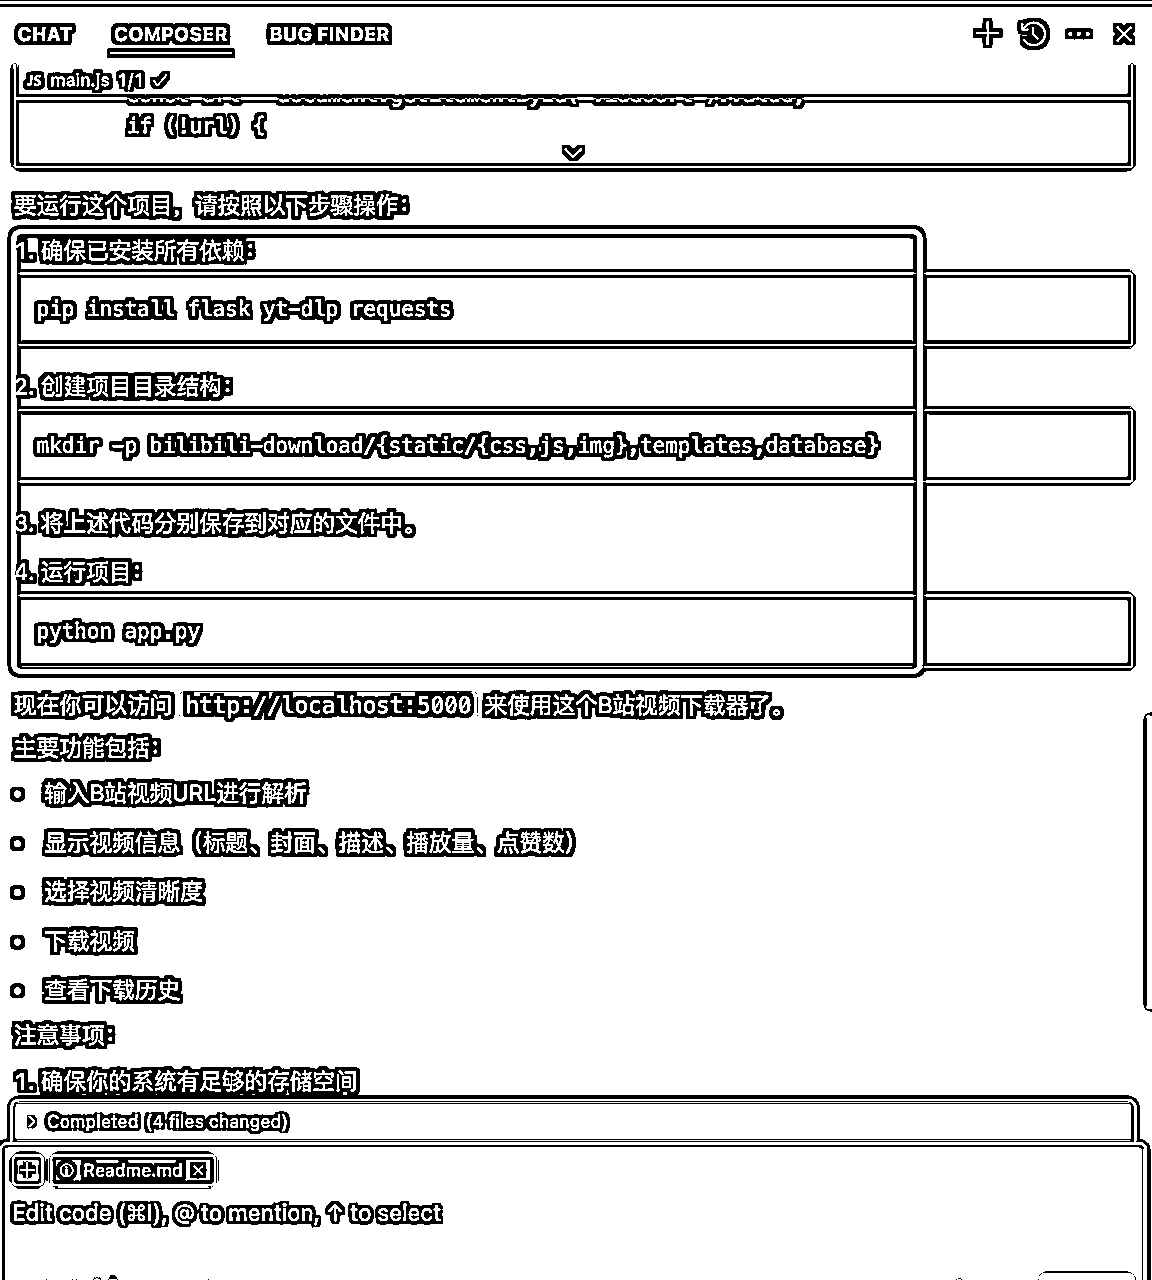 CHAT COMPOSER BUG FINDER
JS main.js 1/1
if (!url) {
要运行这个项目，请按照以下步骤操作：
1. 确保已安装所有依赖：
pip install flask yt-dlp requests
2. 创建项目目录结构：
mkdir -p bilibili-download/{static/{css,js,img},templates,database}
3. 将上述代码分别保存到对应的文件中。
4. 运行项目：
python app.py
现在你可以访问 http://localhost:5000 来使用这个B站视频下载器了。
主要功能包括：
输入B站视频URL进行解析
显示视频信息（标题、封面、描述、播放量、点赞数）
选择视频清晰度
下载视频
查看下载历史
注意事项：
1. 确保你的系统有足够的存储空间
Completed (4 files changed)
Readme.md
Edit code (⌘I), @ to mention, ↑ to select